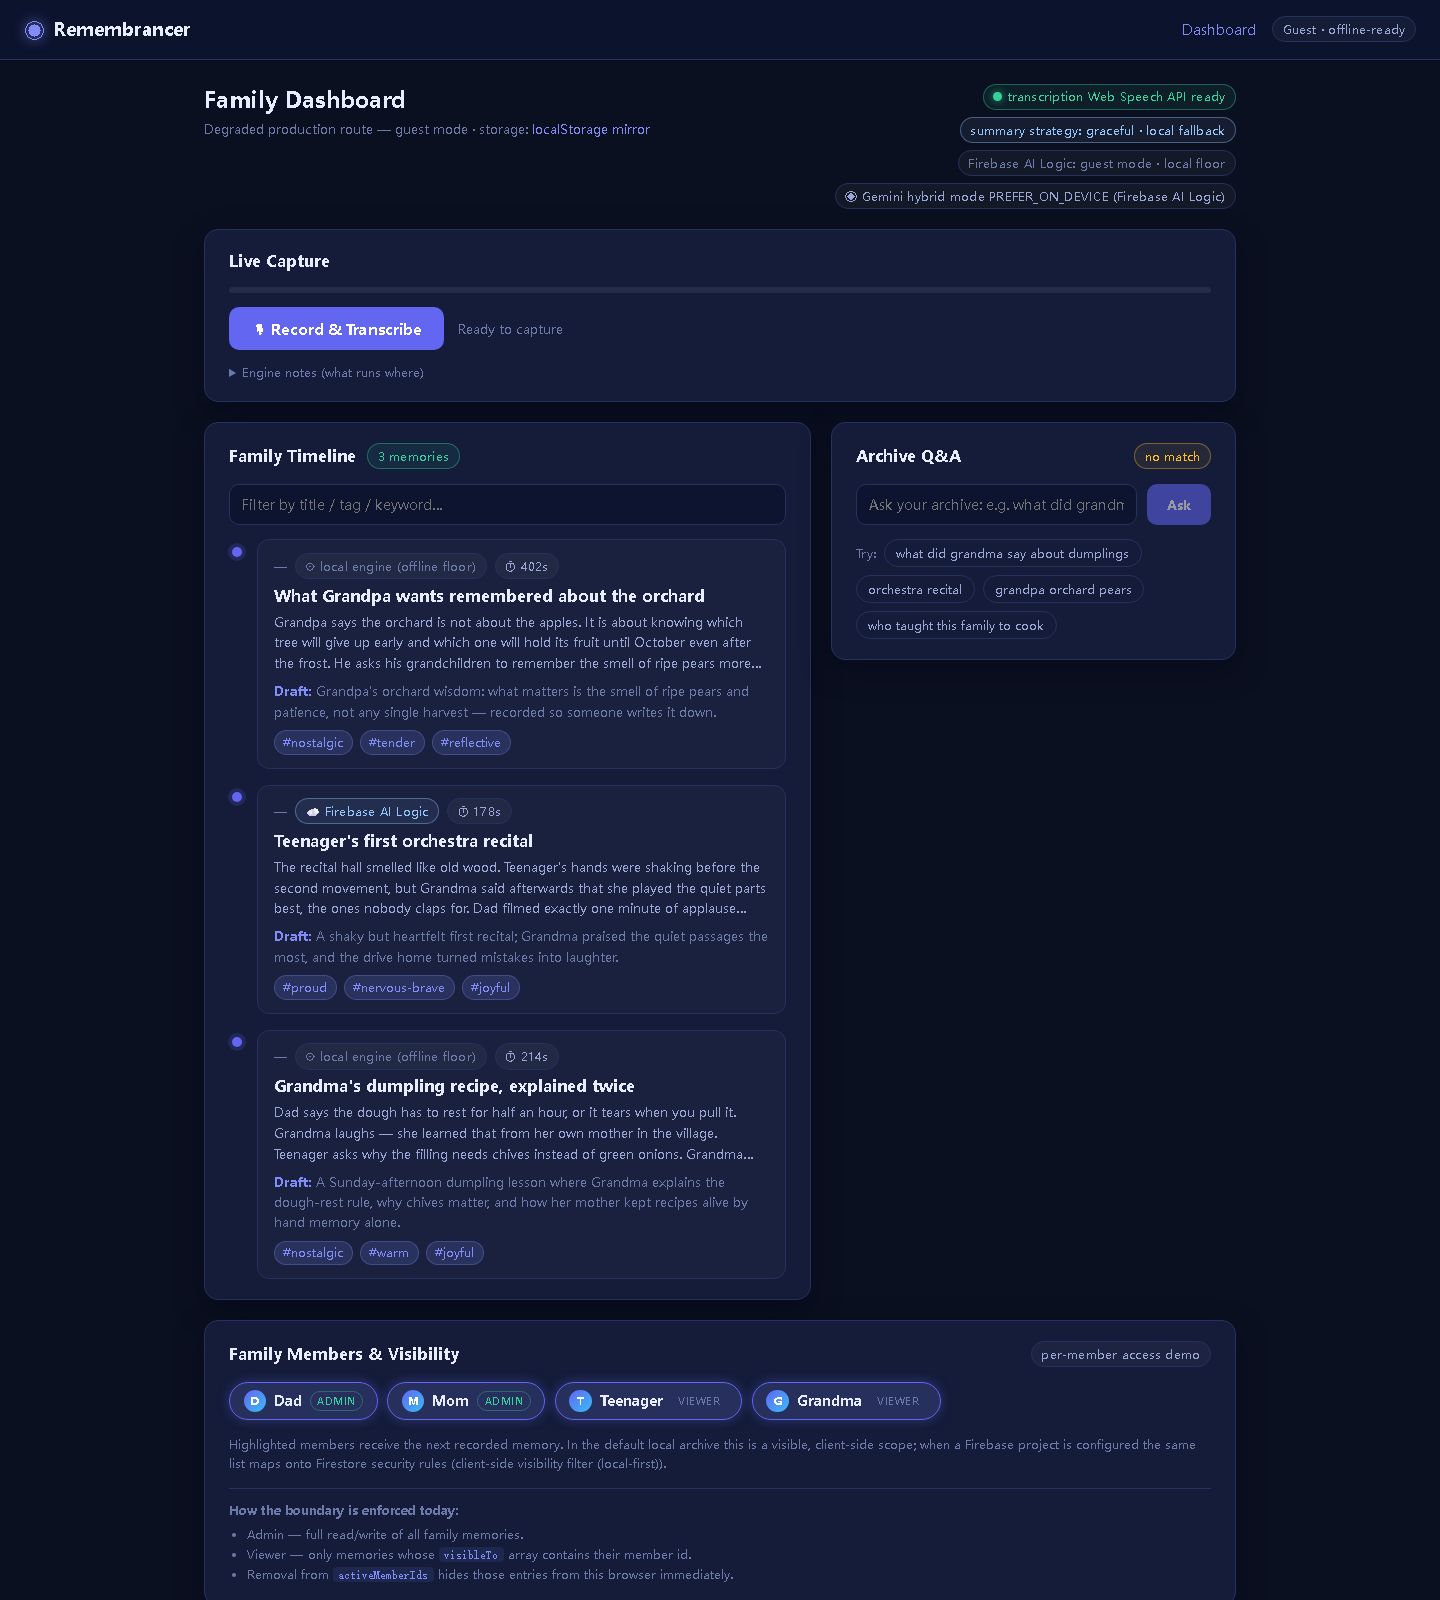 Remembrancer
Dashboard
Guest · offline-ready
Family Dashboard
Degraded production route — guest mode · storage: localStorage mirror
transcription Web Speech API ready
summary strategy: graceful · local fallback
Firebase AI Logic: guest mode · local floor
Gemini hybrid mode PREFER_ON_DEVICE (Firebase AI Logic)
Live Capture
Record & Transcribe
Ready to capture
Engine notes (what runs where)
Family Timeline
3 memories
Filter by title / tag / keyword...
— local engine (offline floor) 402s
What Grandpa wants remembered about the orchard
Grandpa says the orchard is not about the apples. It is about knowing which
tree will give up early and which one will hold its fruit until October even after
the frost. He asks his grandchildren to remember the smell of ripe pears more...
Draft: Grandpa's orchard wisdom: what matters is the smell of ripe pears and
patience, not any single harvest — recorded so someone writes it down.
#nostalgic #tender #reflective
— Firebase AI Logic 178s
Teenager's first orchestra recital
The recital hall smelled like old wood. Teenager's hands were shaking before the
second movement, but Grandma said afterwards that she played the quiet parts
best, the ones nobody claps for. Dad filmed exactly one minute of applause...
Draft: A shaky but heartfelt first recital; Grandma praised the quiet passages the
most, and the drive home turned mistakes into laughter.
#proud #nervous-brave #joyful
— local engine (offline floor) 214s
Grandma's dumpling recipe, explained twice
Dad says the dough has to rest for half an hour, or it tears when you pull it.
Grandma laughs — she learned that from her own mother in the village.
Teenager asks why the filling needs chives instead of green onions. Grandma...
Draft: A Sunday-afternoon dumpling lesson where Grandma explains the
dough-rest rule, why chives matter, and how her mother kept recipes alive by
hand memory alone.
#nostalgic #warm #joyful
Archive Q&A
no match
Ask your archive: e.g. what did grandm
Ask
Try: what did grandma say about dumplings
orchestra recital grandpa orchard pears
who taught this family to cook
Family Members & Visibility
per-member access demo
D Dad ADMIN M Mom ADMIN T Teenager VIEWER G Grandma VIEWER
Highlighted members receive the next recorded memory. In the default local archive this is a visible, client-side scope; when a Firebase project is configured the same
list maps onto Firestore security rules (client-side visibility filter (local-first)).
How the boundary is enforced today:
• Admin — full read/write of all family memories.
• Viewer — only memories whose visibleTo array contains their member id.
• Removal from activeMemberIds hides those entries from this browser immediately.